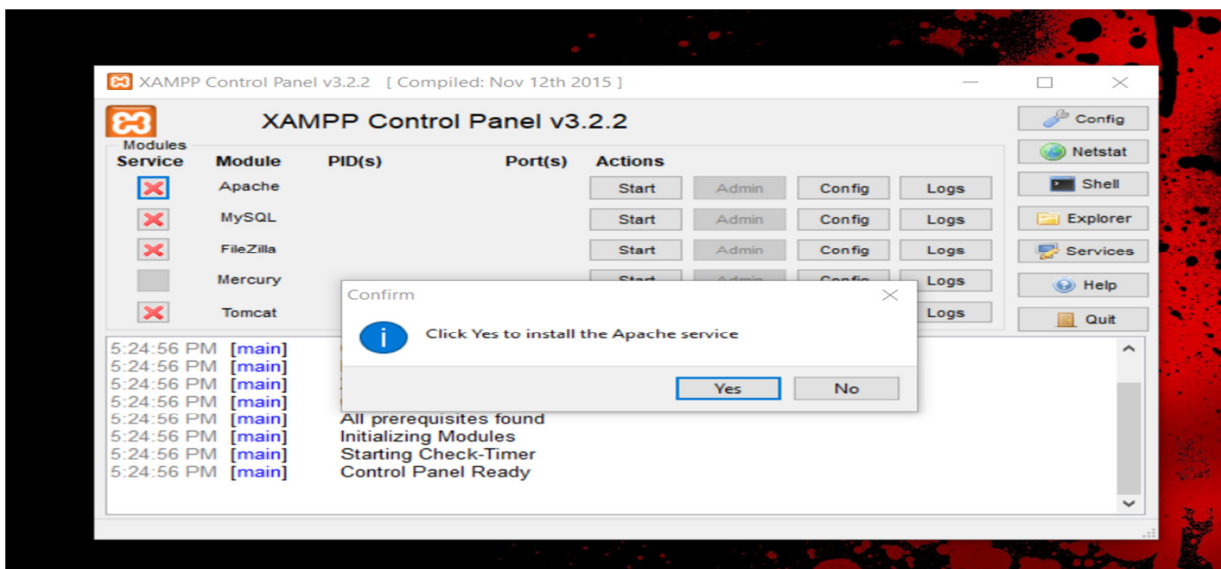 XAMPP Control Panel v3.2.2 [ Compiled: Nov 12th 2015 ]
XAMPP Control Panel v3.2.2
Config
Modules
Service Module PID(s) Port(s) Actions
Netstat
Apache Start Admin Config Logs
Shell
MySQL Start Admin Config Logs
Explorer
FileZilla Start Admin Config Logs
Services
Mercury Start Admin Config Logs
Help
Tomcat Logs
Quit
Confirm
Click Yes to install the Apache service
Yes No
5:24:56 PM [main]
5:24:56 PM [main]
5:24:56 PM [main]
5:24:56 PM [main]
5:24:56 PM [main] All prerequisites found
5:24:56 PM [main] Initializing Modules
5:24:56 PM [main] Starting Check-Timer
5:24:56 PM [main] Control Panel Ready